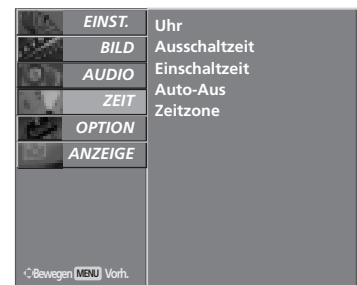 EINST.
BILD
AUDIO
ZEIT
OPTION
ANZEIGE
Uhr
Ausschaltzeit
Einschaltzeit
Auto-Aus
Zeitzone
Bewegen MENU Vorh.